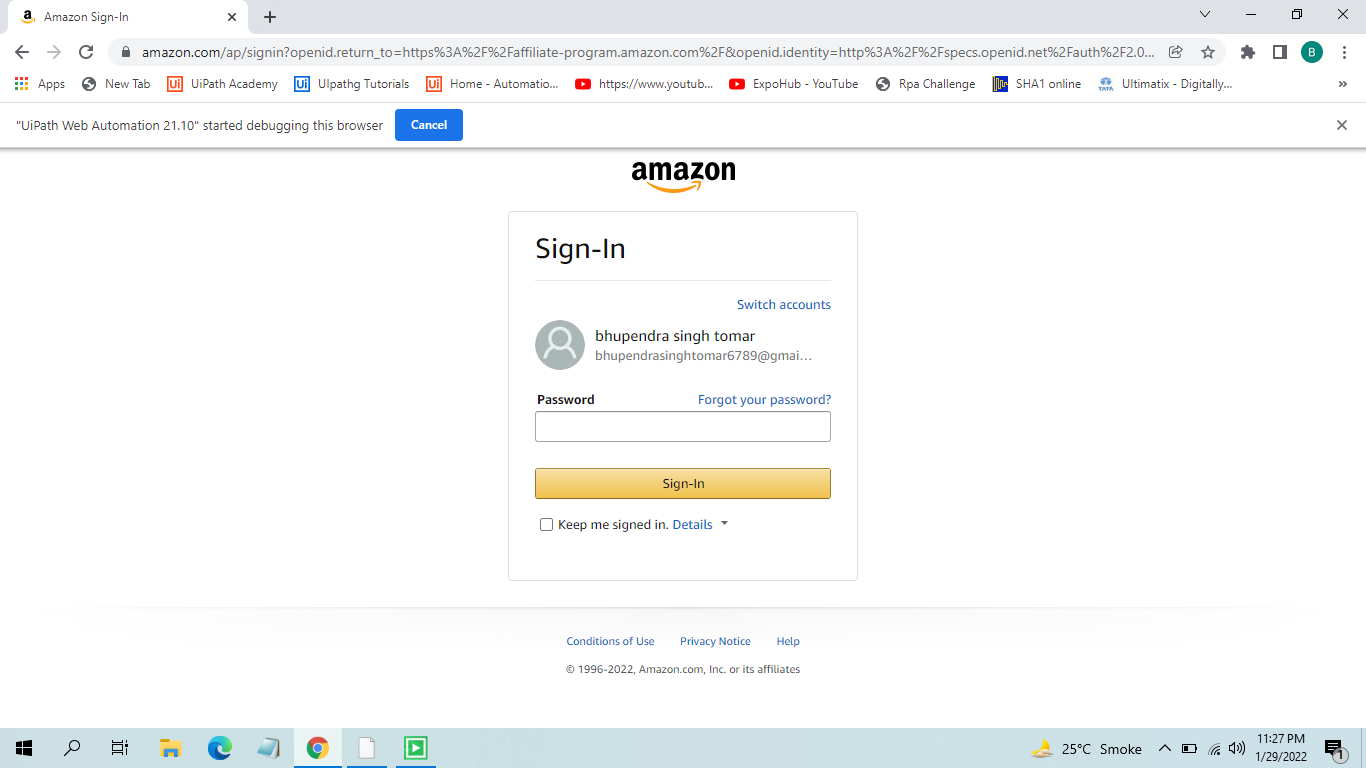 Amazon Sign-In
amazon.com/ap/signin?openid.return_to=https%3A%2F%2Faffiliate-program.amazon.com%2F&openid.identity=http%3A%2F%2Fspecs.openid.net%2Fauth%2F2.0... B
Apps New Tab Ui UiPath Academy Ui UIpathg Tutorials Ui Home - Automatio... https://www.youtub... ExpoHub - YouTube Rpa Challenge SHA1 online TATA Ultimatix - Digitally... »
"UiPath Web Automation 21.10" started debugging this browser Cancel
amazon
Sign-In
Switch accounts
bhupendra singh tomar
bhupendrasinghtomar6789@gmai...
Password Forgot your password?
Sign-In
Keep me signed in. Details
Conditions of Use Privacy Notice Help
© 1996-2022, Amazon.com, Inc. or its affiliates
25°C Smoke 11:27 PM
1/29/2022 1